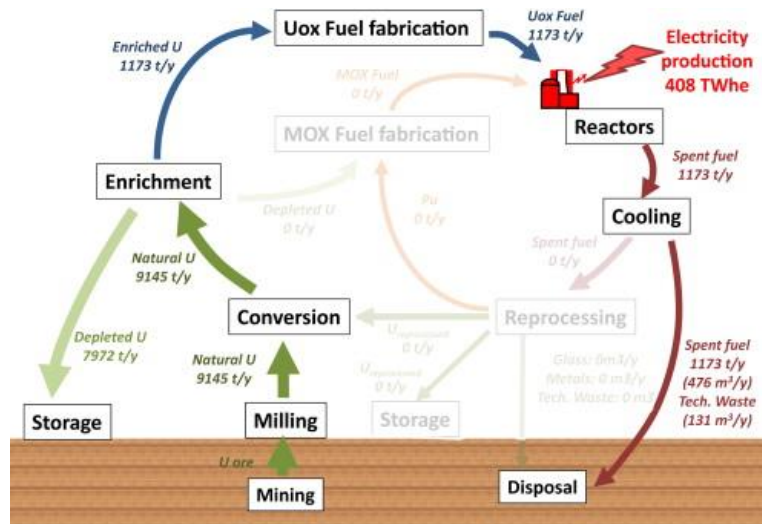 Uox Fuel fabrication
Enriched U
1173 t/y
Uox Fuel
1173 t/y
Electricity
production
408 TWhe
MOX Fuel
0 t/y
MOX Fuel fabrication
Reactors
Enrichment
Spent fuel
1173 t/y
Depleted U
0 t/y
Pu
0 t/y
Cooling
Natural U
9145 t/y
Spent fuel
0 t/y
Conversion
Reprocessing
Depleted U
7972 t/y
Natural U
9145 t/y
U reprocessed
0 t/y
U reprocessed
0 t/y
Glass: 0m3/y
Metals: 0 m3/y
Tech. Waste: 0 m3
Spent fuel
1173 t/y
(476 m³/y)
Tech. Waste
(131 m³/y)
Storage
Milling
Storage
U ore
Mining
Disposal